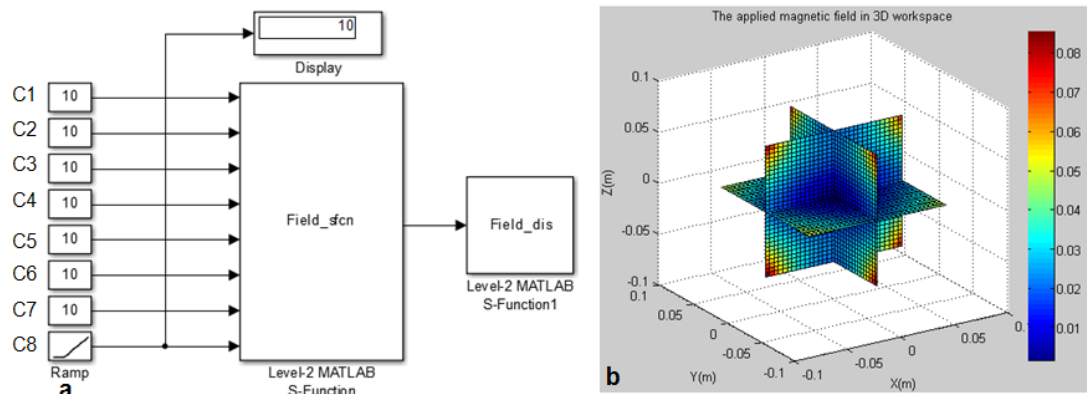 10
Display
C1 10
C2 10
C3 10
C4 10
C5 10
C6 10
C7 10
C8
Ramp
a
Field_sfcn
Level-2 MATLAB
S-Function
Field_dis
Level-2 MATLAB
S-Function1
The applied magnetic field in 3D workspace
0.1
0.05
0
-0.05
-0.1
Z(m)
0.1
0.05
0
-0.05
-0.1
Y(m)
-0.1
-0.05
0
0.05
0.1
X(m)
0.08
0.07
0.06
0.05
0.04
0.03
0.02
0.01
b